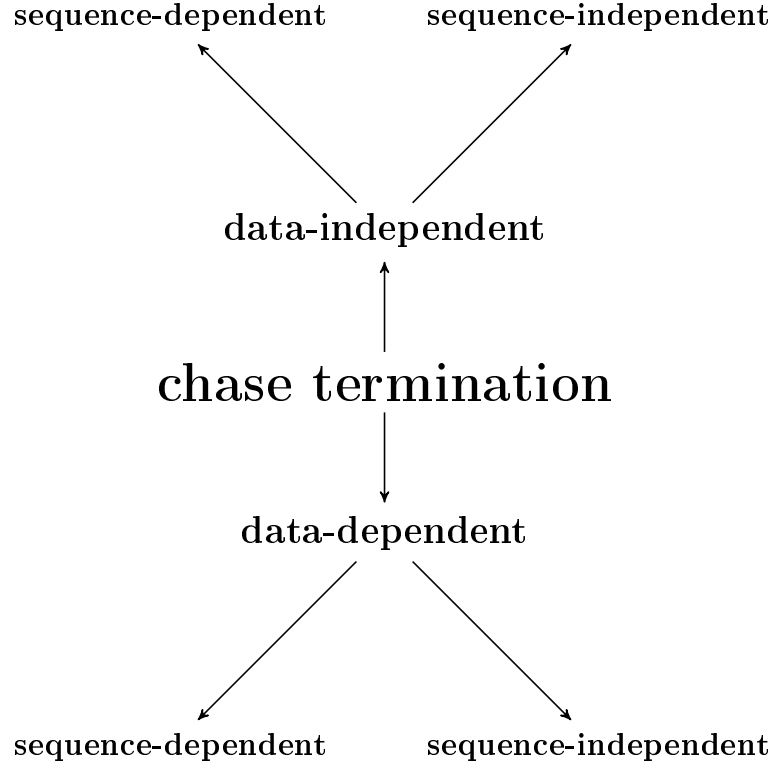 sequence-dependent sequence-independent
data-independent
chase termination
data-dependent
sequence-dependent sequence-independent